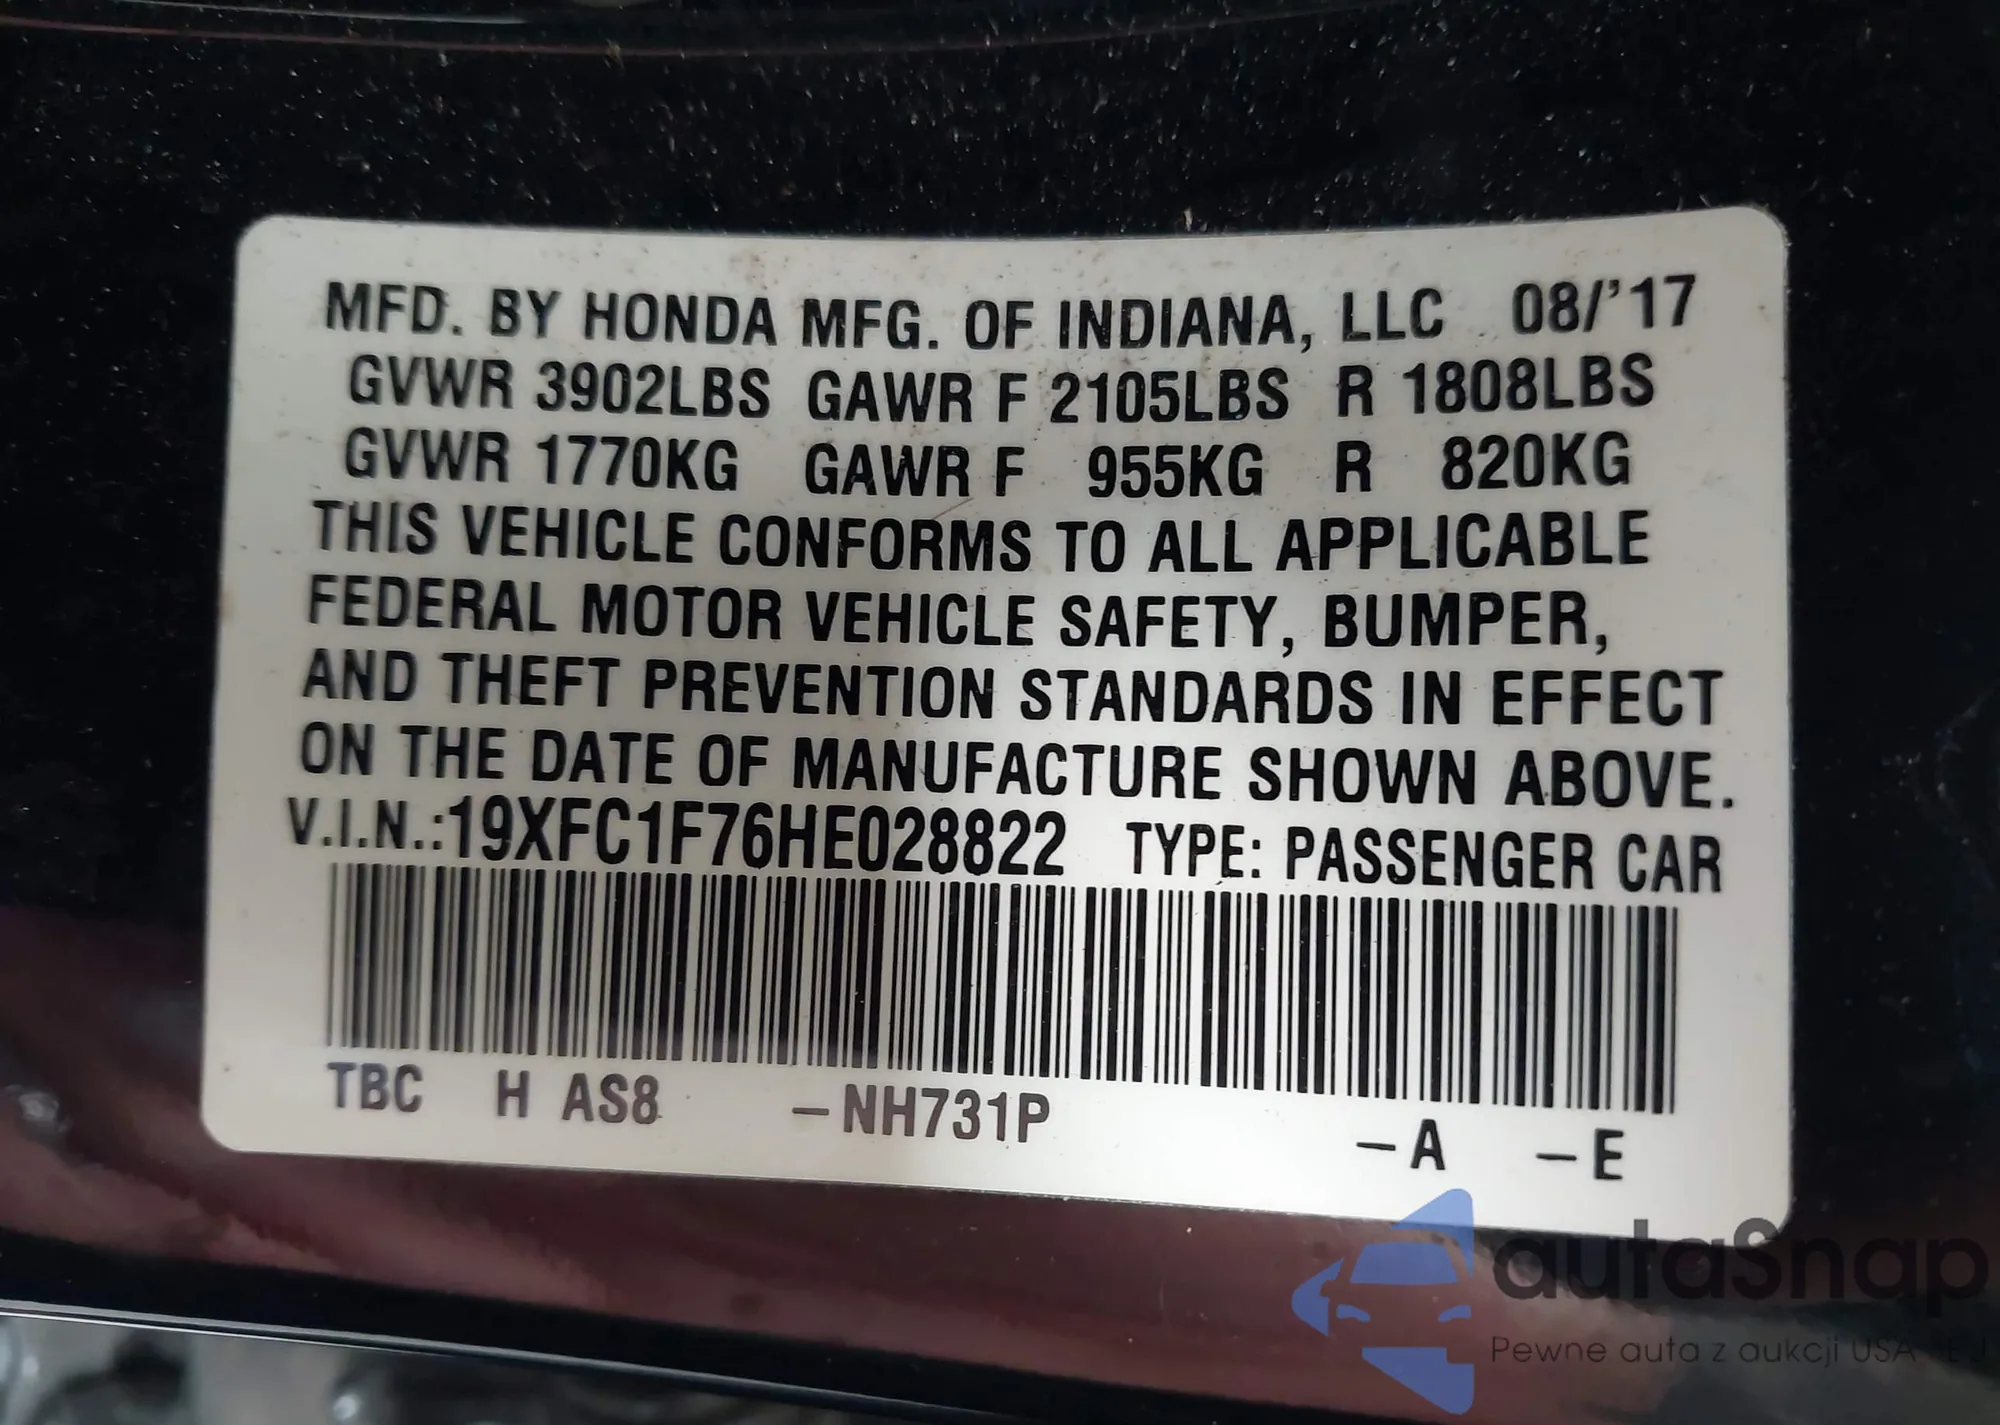 MFD. BY HONDA MFG. OF INDIANA, LLC 08/'17
GVWR 3902LBS GAWR F 2105LBS R 1808LBS
GVWR 1770KG GAWR F 955KG R 820KG
THIS VEHICLE CONFORMS TO ALL APPLICABLE
FEDERAL MOTOR VEHICLE SAFETY, BUMPER,
AND THEFT PREVENTION STANDARDS IN EFFECT
ON THE DATE OF MANUFACTURE SHOWN ABOVE.
V.I.N.:19XFC1F76HE028822 TYPE: PASSENGER CAR
TBC H AS8 –NH731P –A –E
autaSnap
Pewne auta z aukcji USA EU